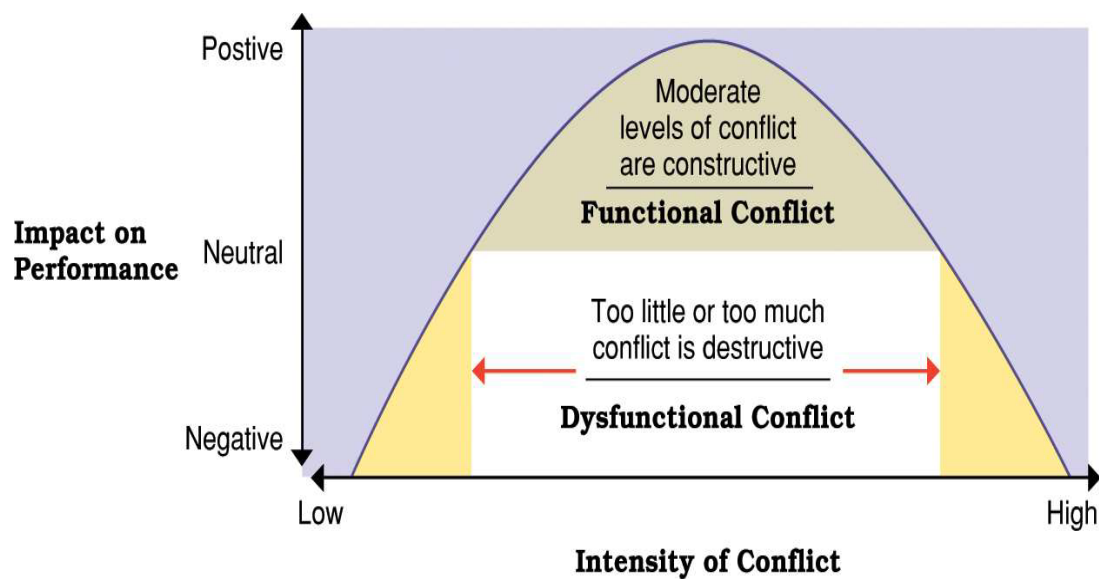 Postive
Moderate
levels of conflict
are constructive
Functional Conflict
Impact on
Performance
Neutral
Too little or too much
conflict is destructive
Dysfunctional Conflict
Negative
Low
High
Intensity of Conflict